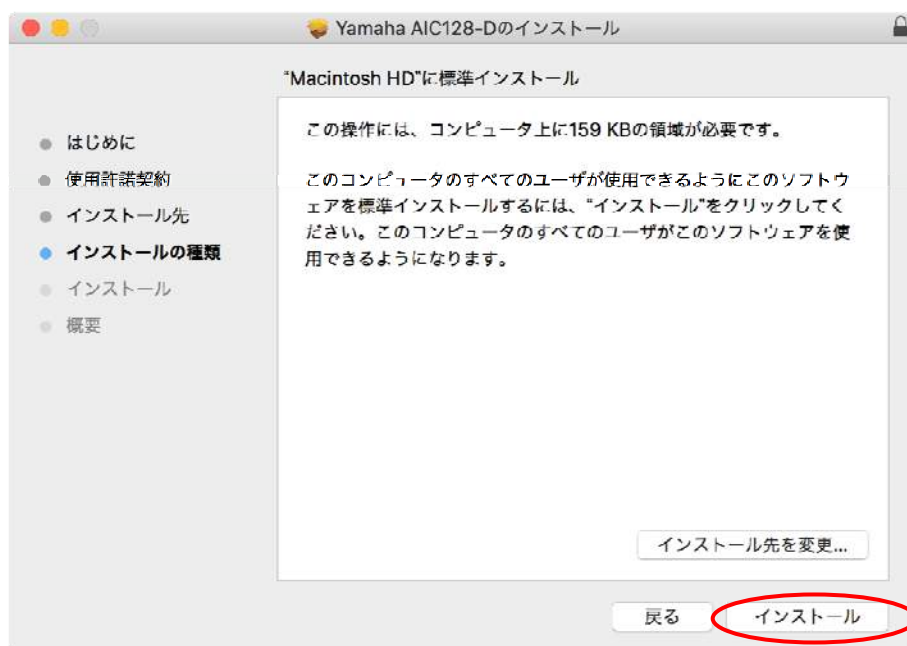 Yamaha AIC128-Dのインストール
“Macintosh HD”に標準インストール
はじめに
使用許諾契約
インストール先
インストールの種類
インストール
概要
この操作には、コンピュータ上に159 KBの領域が必要です。
このコンピュータのすべてのユーザが使用できるようにこのソフトウ
ェアを標準インストールするには、“インストール”をクリックしてく
ださい。このコンピュータのすべてのユーザがこのソフトウェアを使
用できるようになります。
インストール先を変更...
戻る
インストール